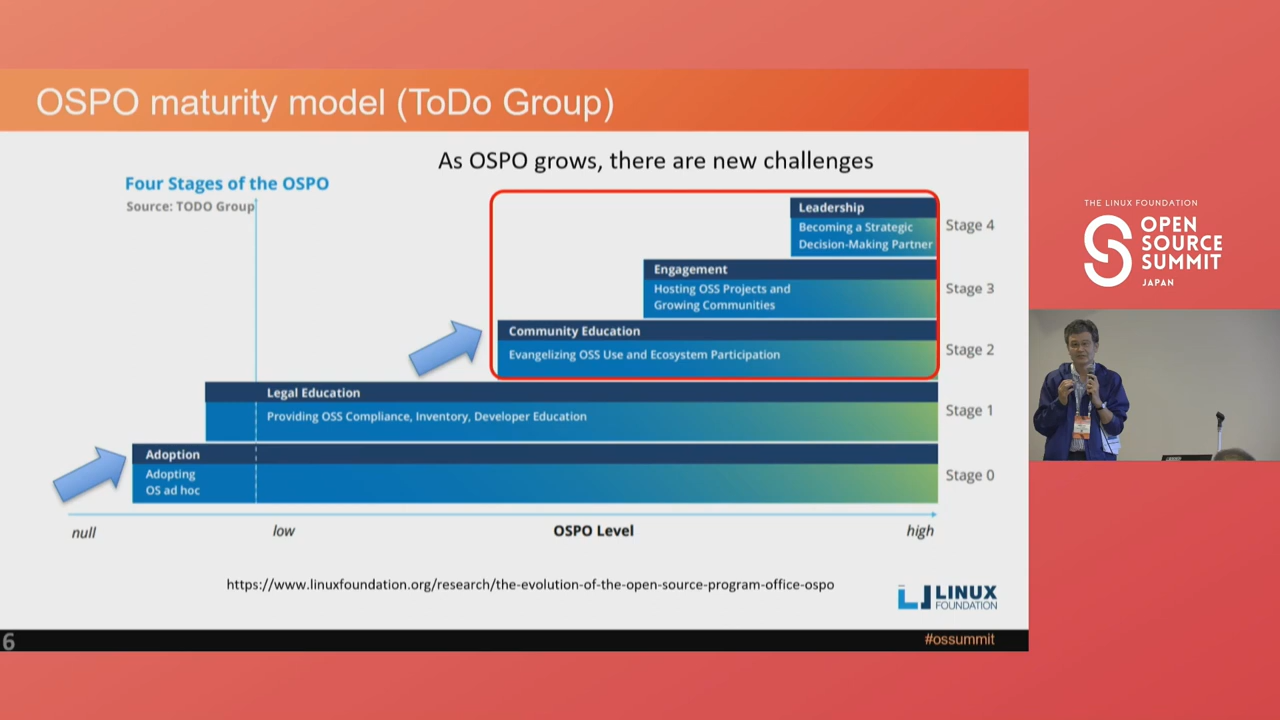 OSPO maturity model (ToDo Group)
As OSPO grows, there are new challenges
Four Stages of the OSPO
Source: TODO Group
Leadership
Becoming a Strategic
Decision-Making Partner
Stage 4
Engagement
Hosting OSS Projects and
Growing Communities
Stage 3
Community Education
Evangelizing OSS Use and Ecosystem Participation
Stage 2
Legal Education
Providing OSS Compliance, Inventory, Developer Education
Stage 1
Adoption
Adopting
OS ad hoc
Stage 0
null
low
OSPO Level
high
https://www.linuxfoundation.org/research/the-evolution-of-the-open-source-program-office-ospo
LINUX
FOUNDATION
6
#ossummit
THE LINUX FOUNDATION
OPEN
SOURCE
SUMMIT
JAPAN